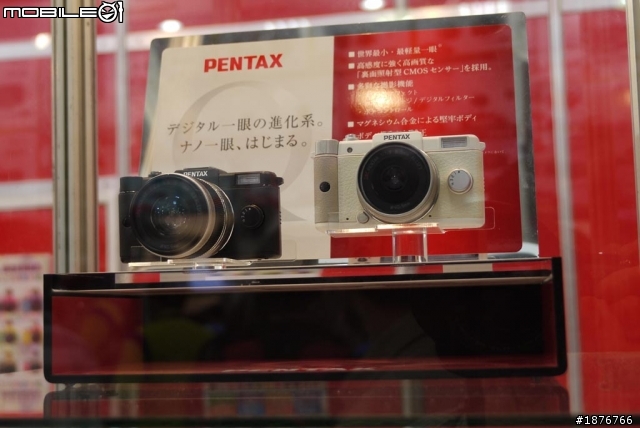 MOBILE01
PENTAX
デジタル一眼の進化系。
ナノ一眼、はじまる。
■世界最小・最軽量一眼※
■高感度に強く高画質な
「裏面照射型CMOSセンサー」を採用。
/デジタルフィルター
■マグネシウム合金による堅牢ボディ
PENTAX
PENTAX
#1876766